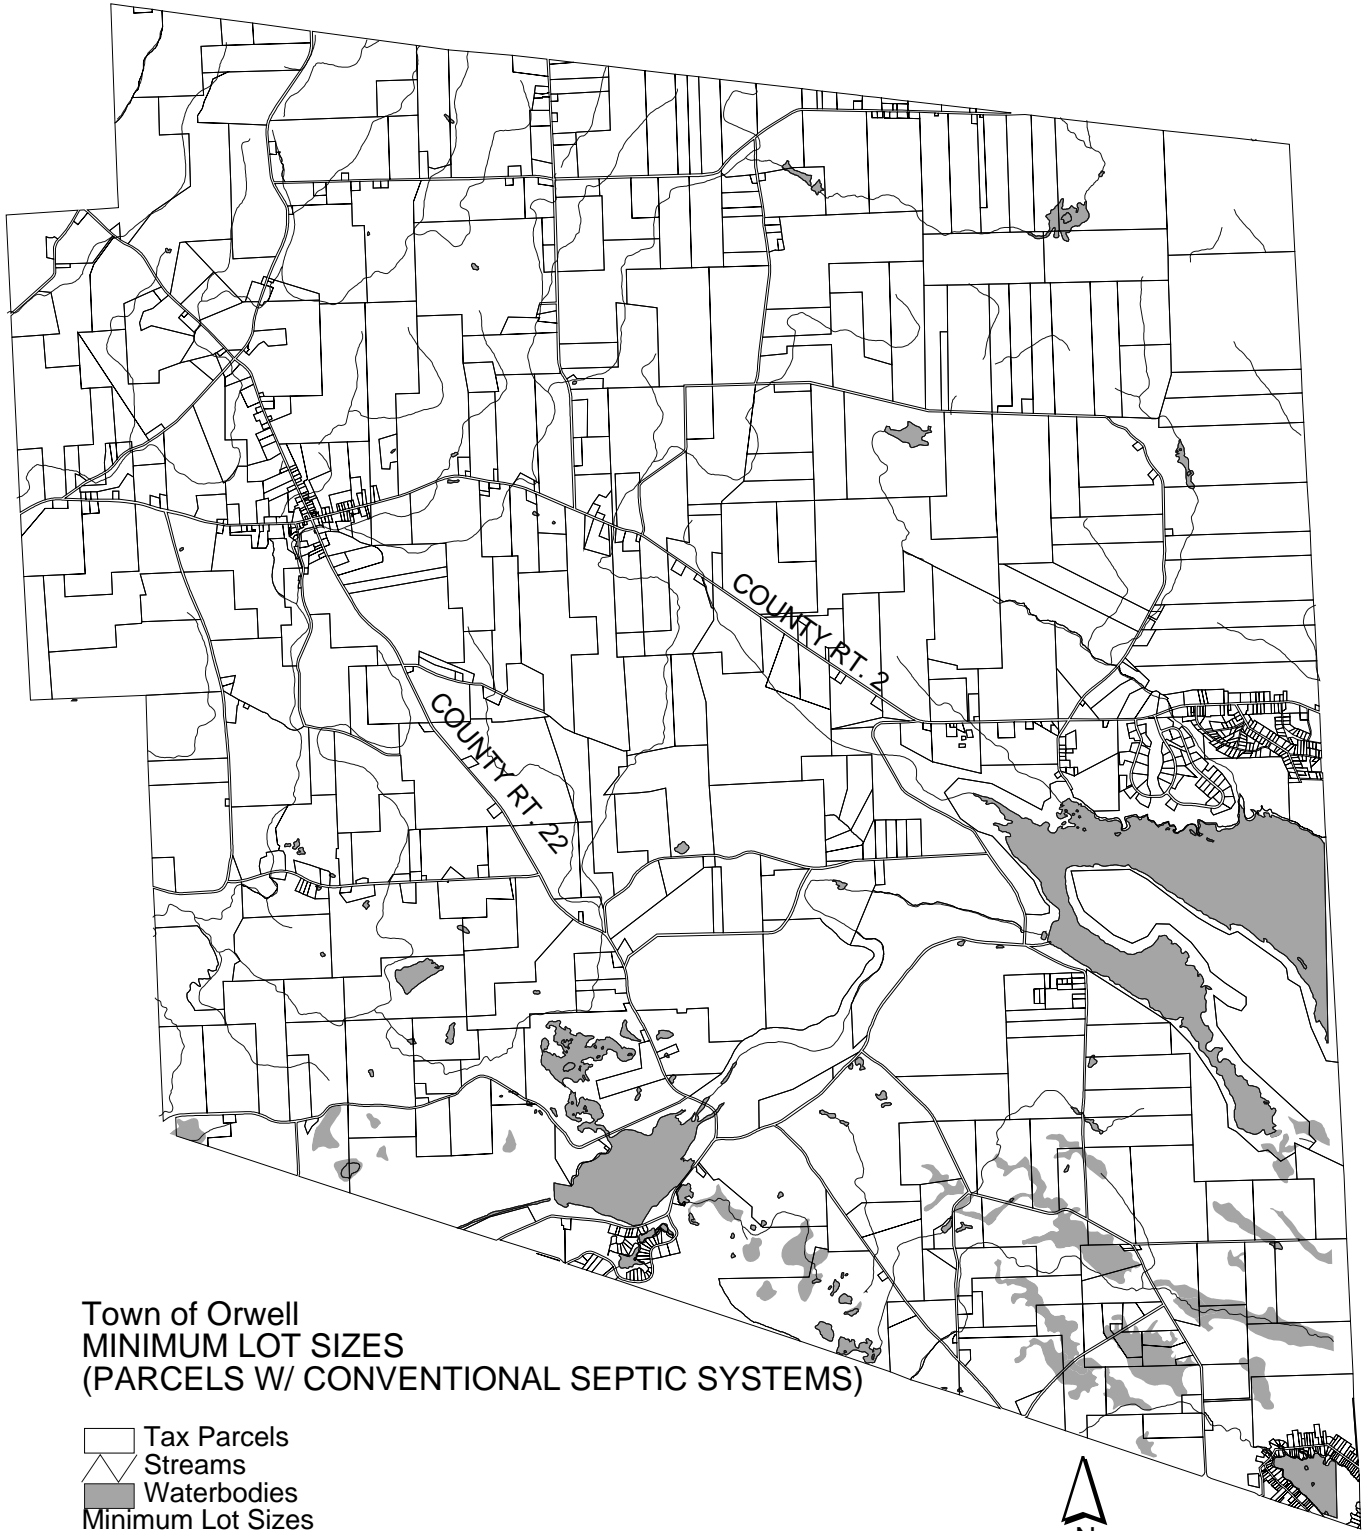 COUNTY RT. 2
COUNTY RT. 22
Town of Orwell
MINIMUM LOT SIZES
(PARCELS W/ CONVENTIONAL SEPTIC SYSTEMS)
Tax Parcels
Streams
Waterbodies
Minimum Lot Sizes
N